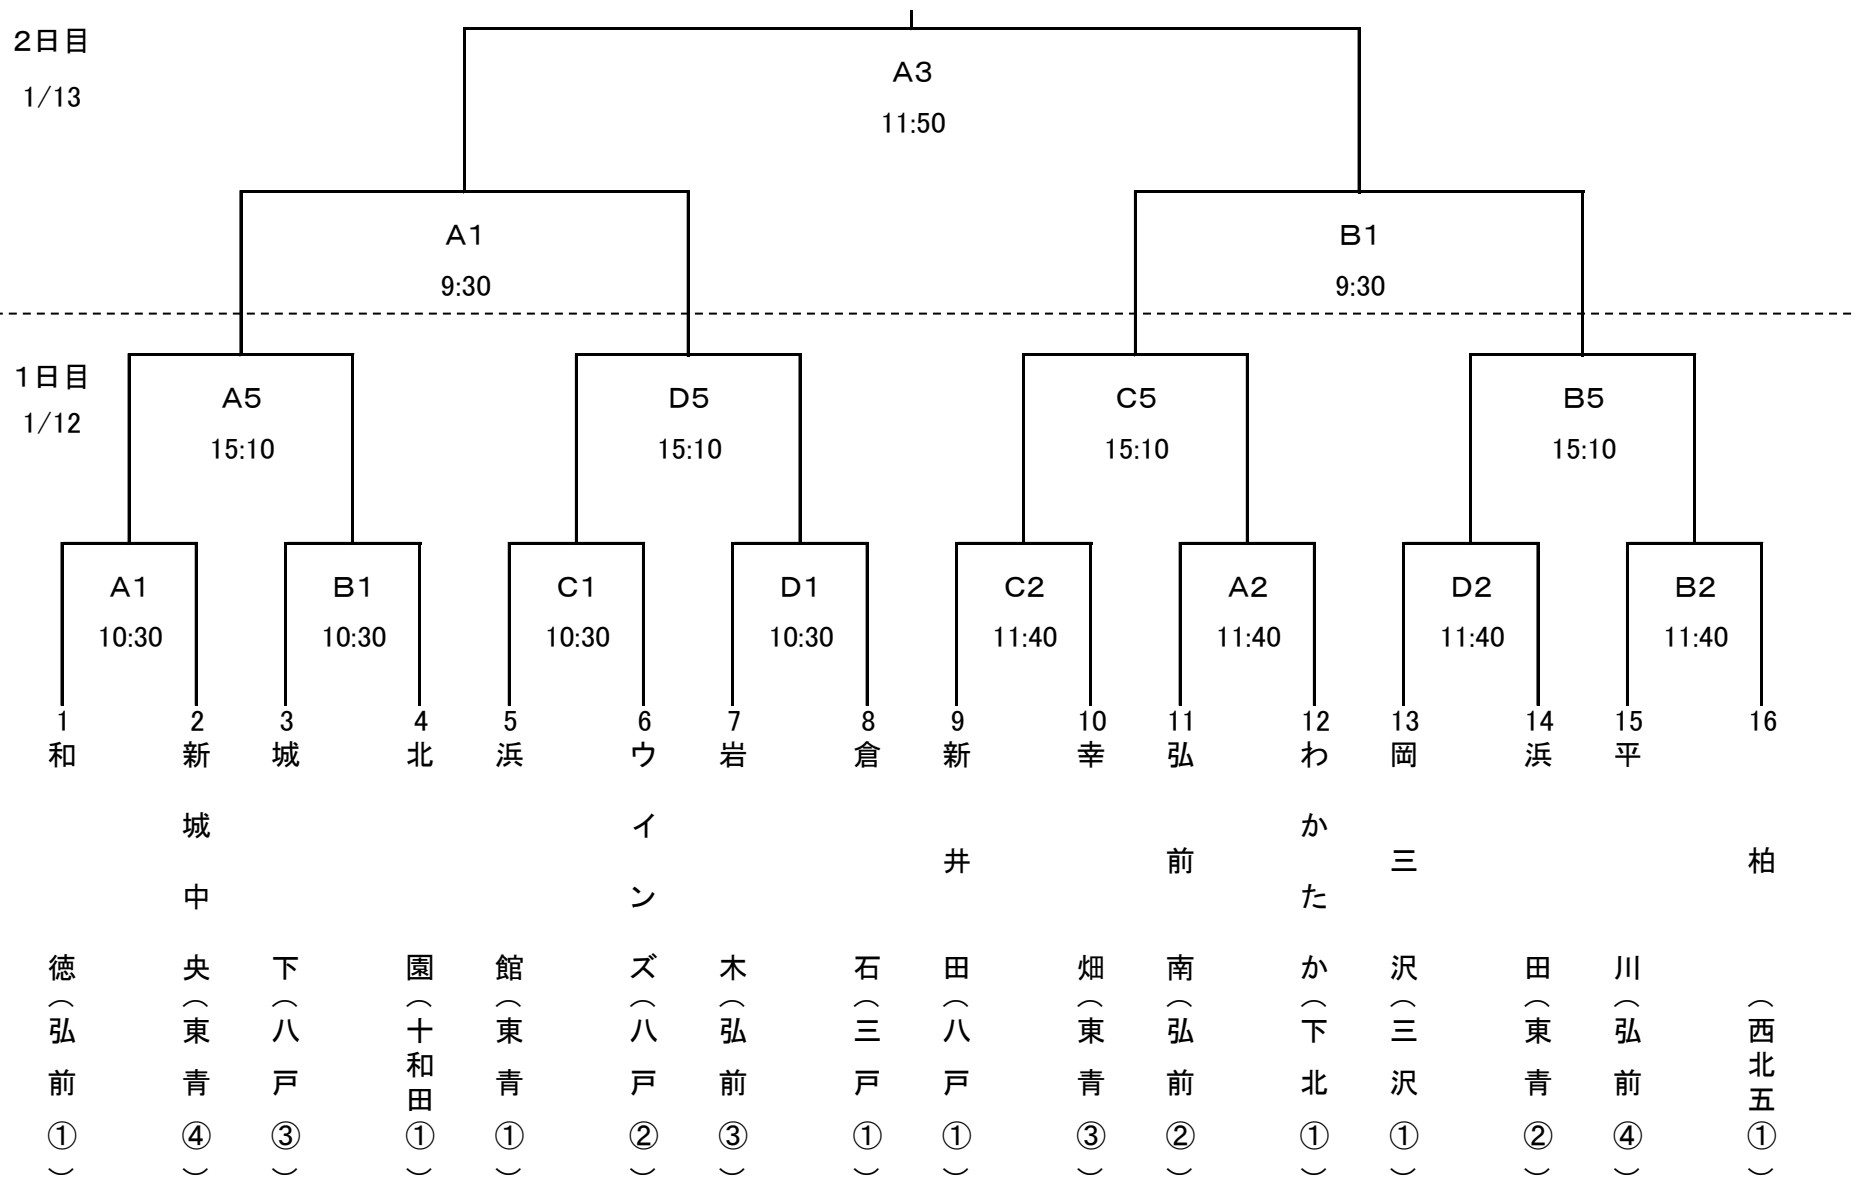 2日目
1/13
A3
11:50
A1
9:30
B1
9:30
1日目
1/12
A5
15:10
D5
15:10
C5
15:10
B5
15:10
A1
10:30
B1
10:30
C1
10:30
D1
10:30
C2
11:40
A2
11:40
D2
11:40
B2
11:40
1
和徳(弘前①)
2
新城中央(東青④)
3
城下(八戸③)
4
北園(十和田①)
5
浜館(東青①)
6
ウインズ(八戸②)
7
岩木(弘前③)
8
倉石(三戸①)
9
新井田(八戸①)
10
幸畑(東青③)
11
弘前南(弘前②)
12
わかたか(下北①)
13
岡三沢(三沢①)
14
浜田(東青②)
15
平川(弘前④)
16
柏(西北五①)